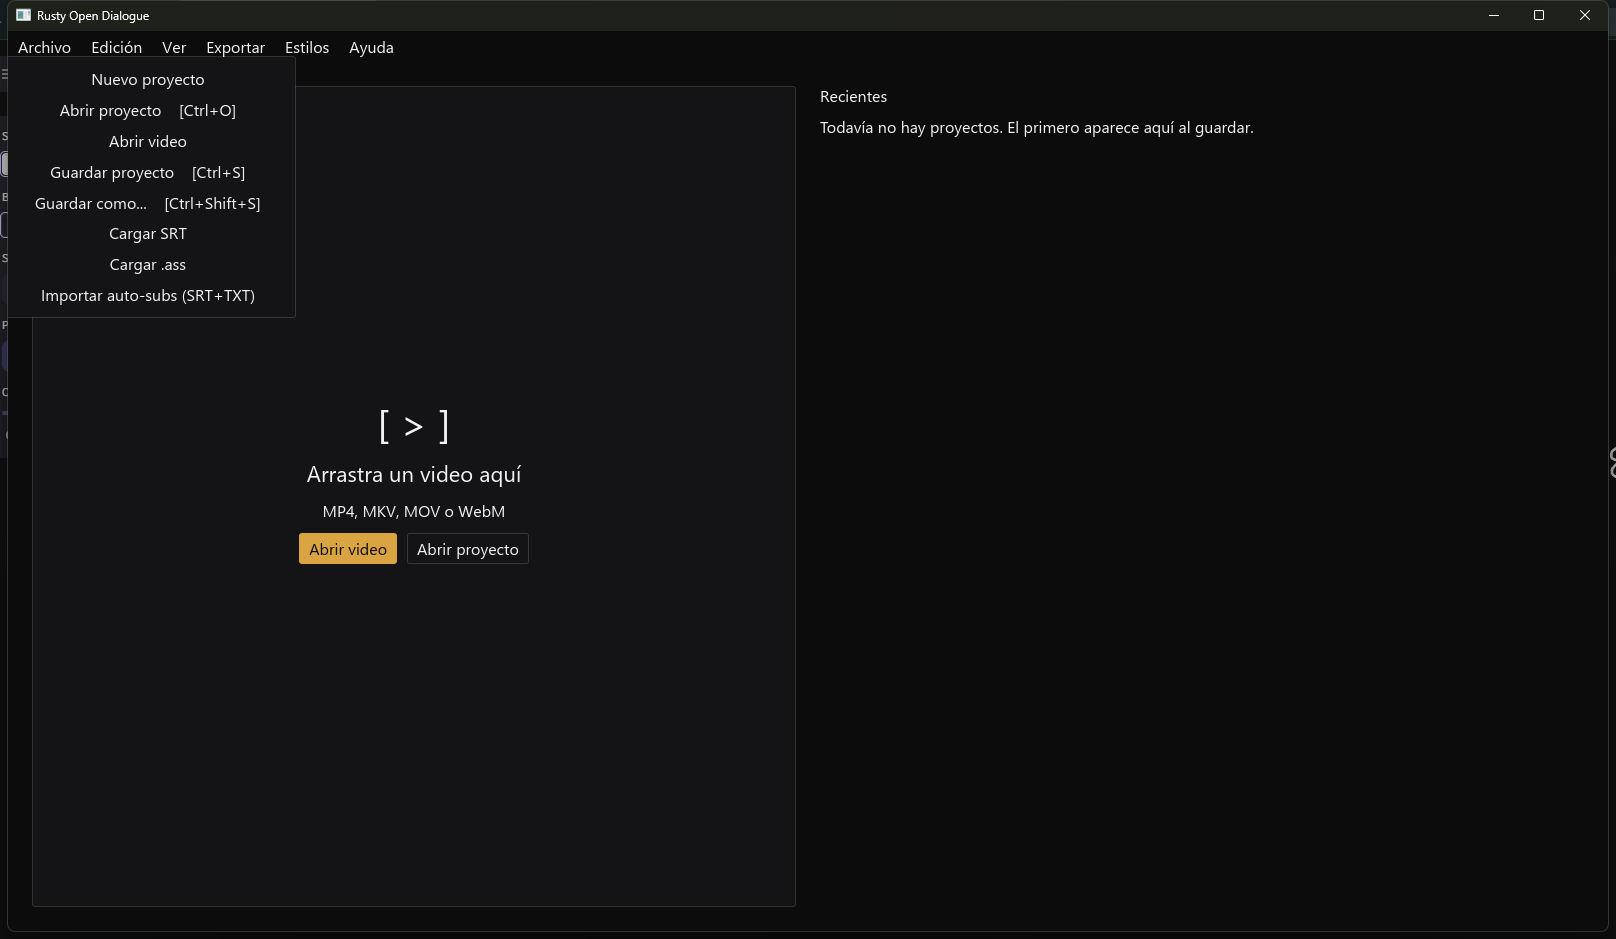 Rusty Open Dialogue
Archivo Edición Ver Exportar Estilos Ayuda
Nuevo proyecto
Abrir proyecto [Ctrl+O]
Abrir video
Guardar proyecto [Ctrl+S]
Guardar como... [Ctrl+Shift+S]
Cargar SRT
Cargar .ass
Importar auto-subs (SRT+TXT)
[ > ]
Arrastra un video aquí
MP4, MKV, MOV o WebM
Abrir video Abrir proyecto
Recientes
Todavía no hay proyectos. El primero aparece aquí al guardar.